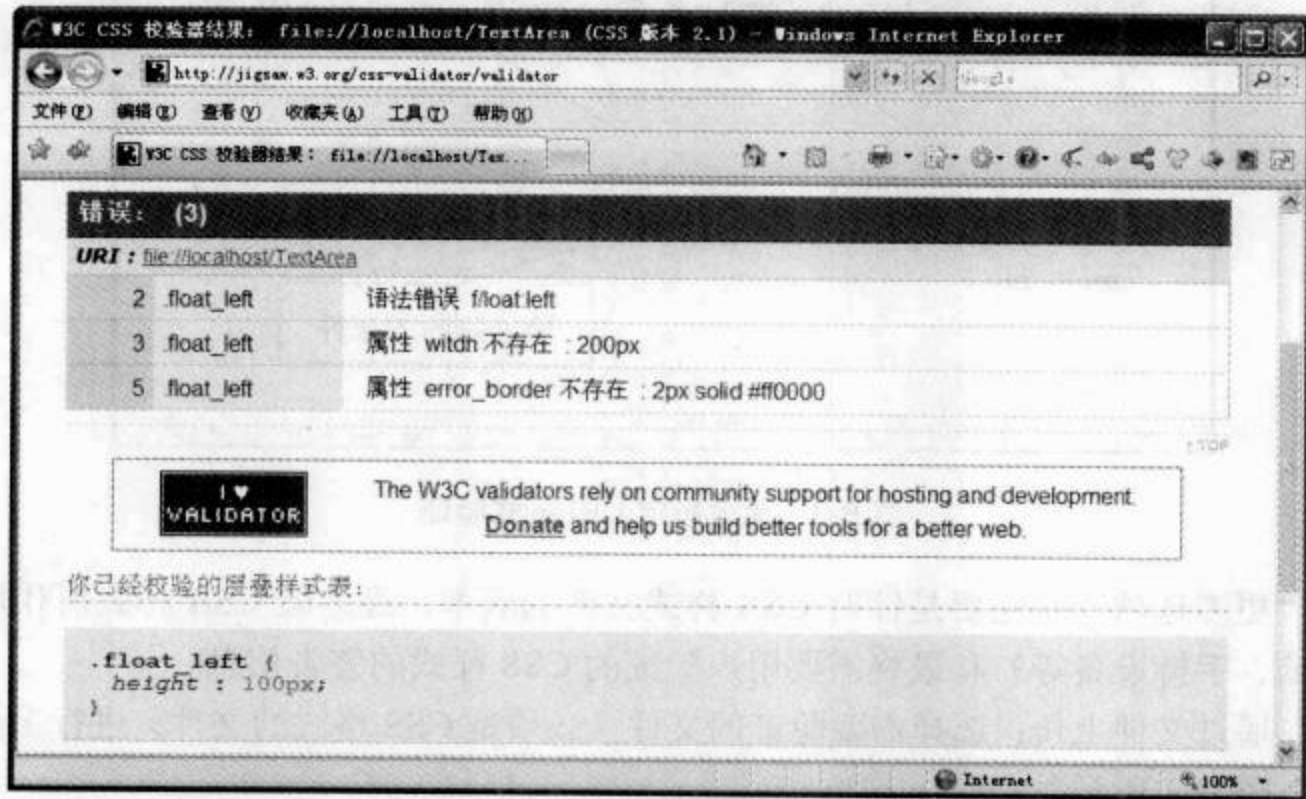 W3C CSS 校验器结果： file://localhost/TextArea (CSS 版本 2.1) - Windows Internet Explorer
http://jigsaw.w3.org/css-validator/validator Google
文件(F) 编辑(E) 查看(V) 收藏夹(A) 工具(T) 帮助(H)
W3C CSS 校验器结果： file://localhost/Tex...
错误： (3)
URI : file://localhost/TextArea
2 .float_left 语法错误 f/loat:left
3 .float_left 属性 witdh 不存在 : 200px
5 .float_left 属性 error_border 不存在 : 2px solid #ff0000
↑TOP
I ♥ VALIDATOR
The W3C validators rely on community support for hosting and development.
Donate and help us build better tools for a better web.
你已经校验的层叠样式表：
.float_left {
height : 100px;
}
Internet 100%